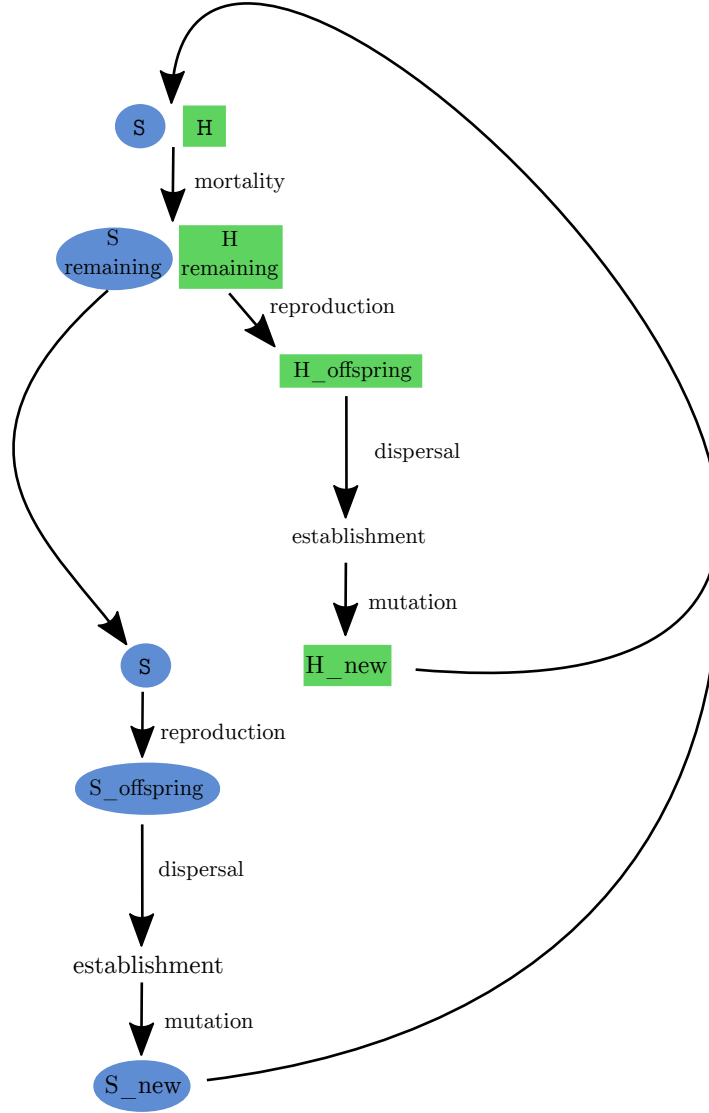 S
H
mortality
S
remaining
H
remaining
reproduction
H_offspring
dispersal
establishment
mutation
H_new
S
reproduction
S_offspring
dispersal
establishment
mutation
S_new